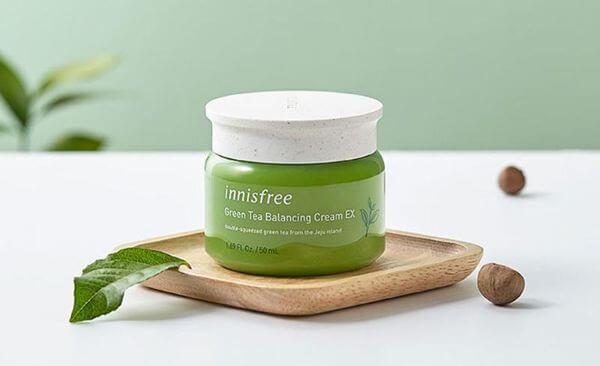 innisfree
Green Tea Balancing Cream EX
double-squeezed green tea from the Jeju island
1.69 FL Oz. / 50 mL